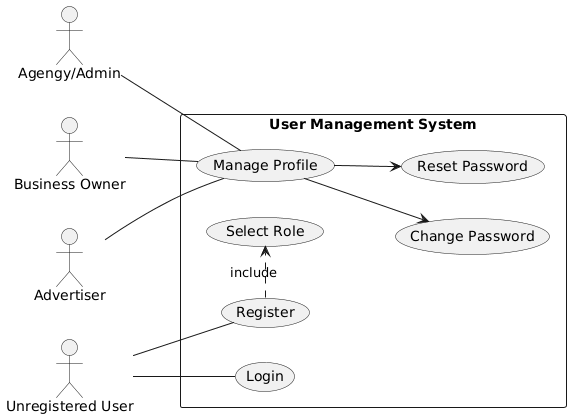 Agengy/Admin
User Management System
Manage Profile
Reset Password
Business Owner
Select Role
Change Password
include
Advertiser
Register
Login
Unregistered User